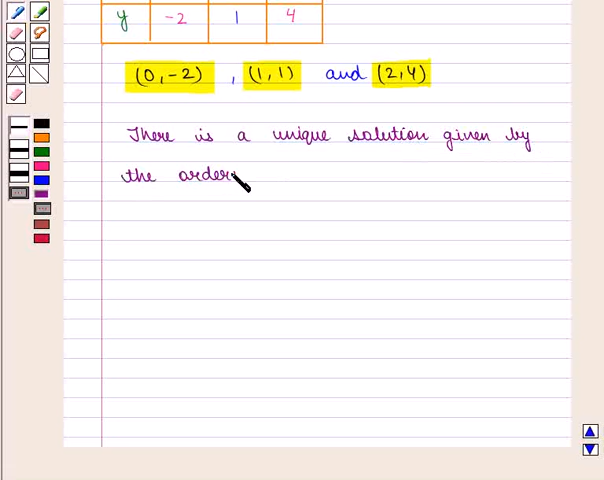 y -2 1 4
(0,-2) , (1,1) and (2,4)
There is a unique solution given by
the order